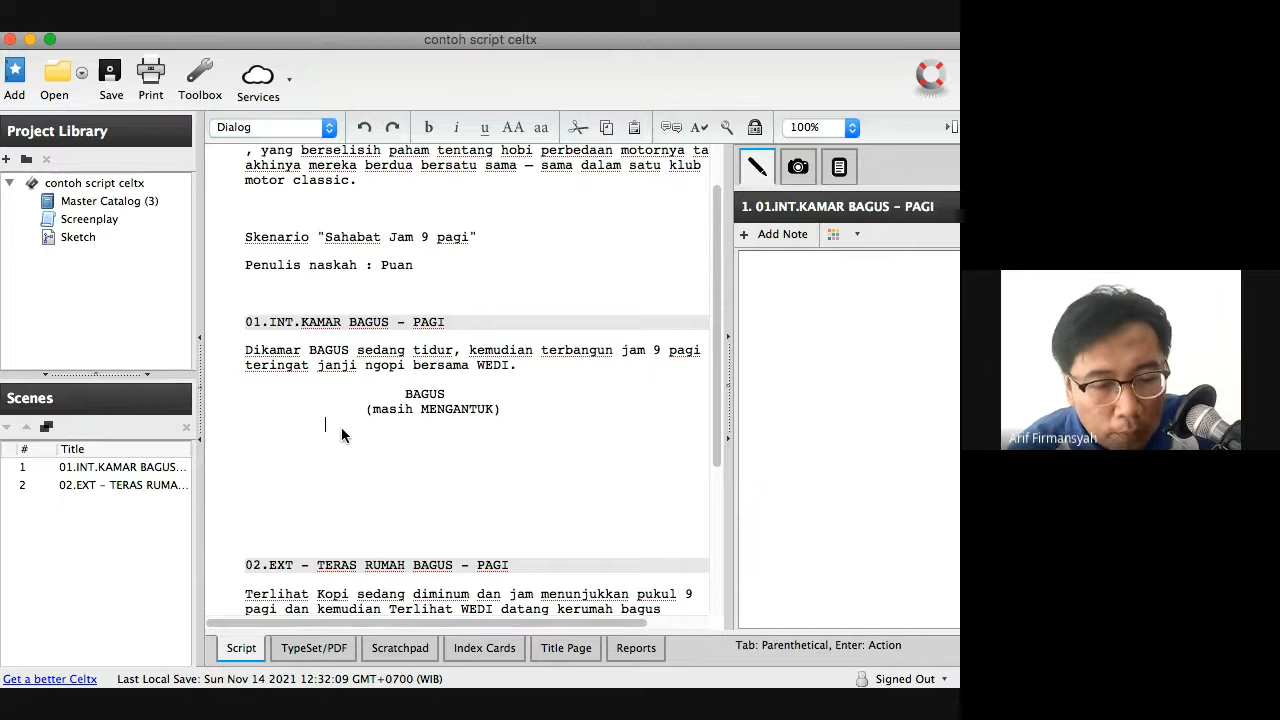 contoh script celtx
Add
Open
Save
Print
Toolbox
Services
Project Library
Dialog
b i u AA aa
100%
contoh script celtx
Master Catalog (3)
Screenplay
Sketch
Scenes
# Title
1 01.INT.KAMAR BAGUS...
2 02.EXT - TERAS RUMA...
, yang berselisih paham tentang hobi perbedaan motornya ta
akhinya mereka berdua bersatu sama – sama dalam satu klub
motor classic.
Skenario "Sahabat Jam 9 pagi"
Penulis naskah : Puan
01.INT.KAMAR BAGUS – PAGI
Dikamar BAGUS sedang tidur, kemudian terbangun jam 9 pagi
teringat janji ngopi bersama WEDI.
BAGUS
(masih MENGANTUK)
02.EXT – TERAS RUMAH BAGUS – PAGI
Terlihat Kopi sedang diminum dan jam menunjukkan pukul 9
pagi dan kemudian Terlihat WEDI datang kerumah bagus
1. 01.INT.KAMAR BAGUS – PAGI
+ Add Note
Arif Firmansyah
Script
TypeSet/PDF
Scratchpad
Index Cards
Title Page
Reports
Tab: Parenthetical, Enter: Action
Get a better Celtx
Last Local Save: Sun Nov 14 2021 12:32:09 GMT+0700 (WIB)
Signed Out